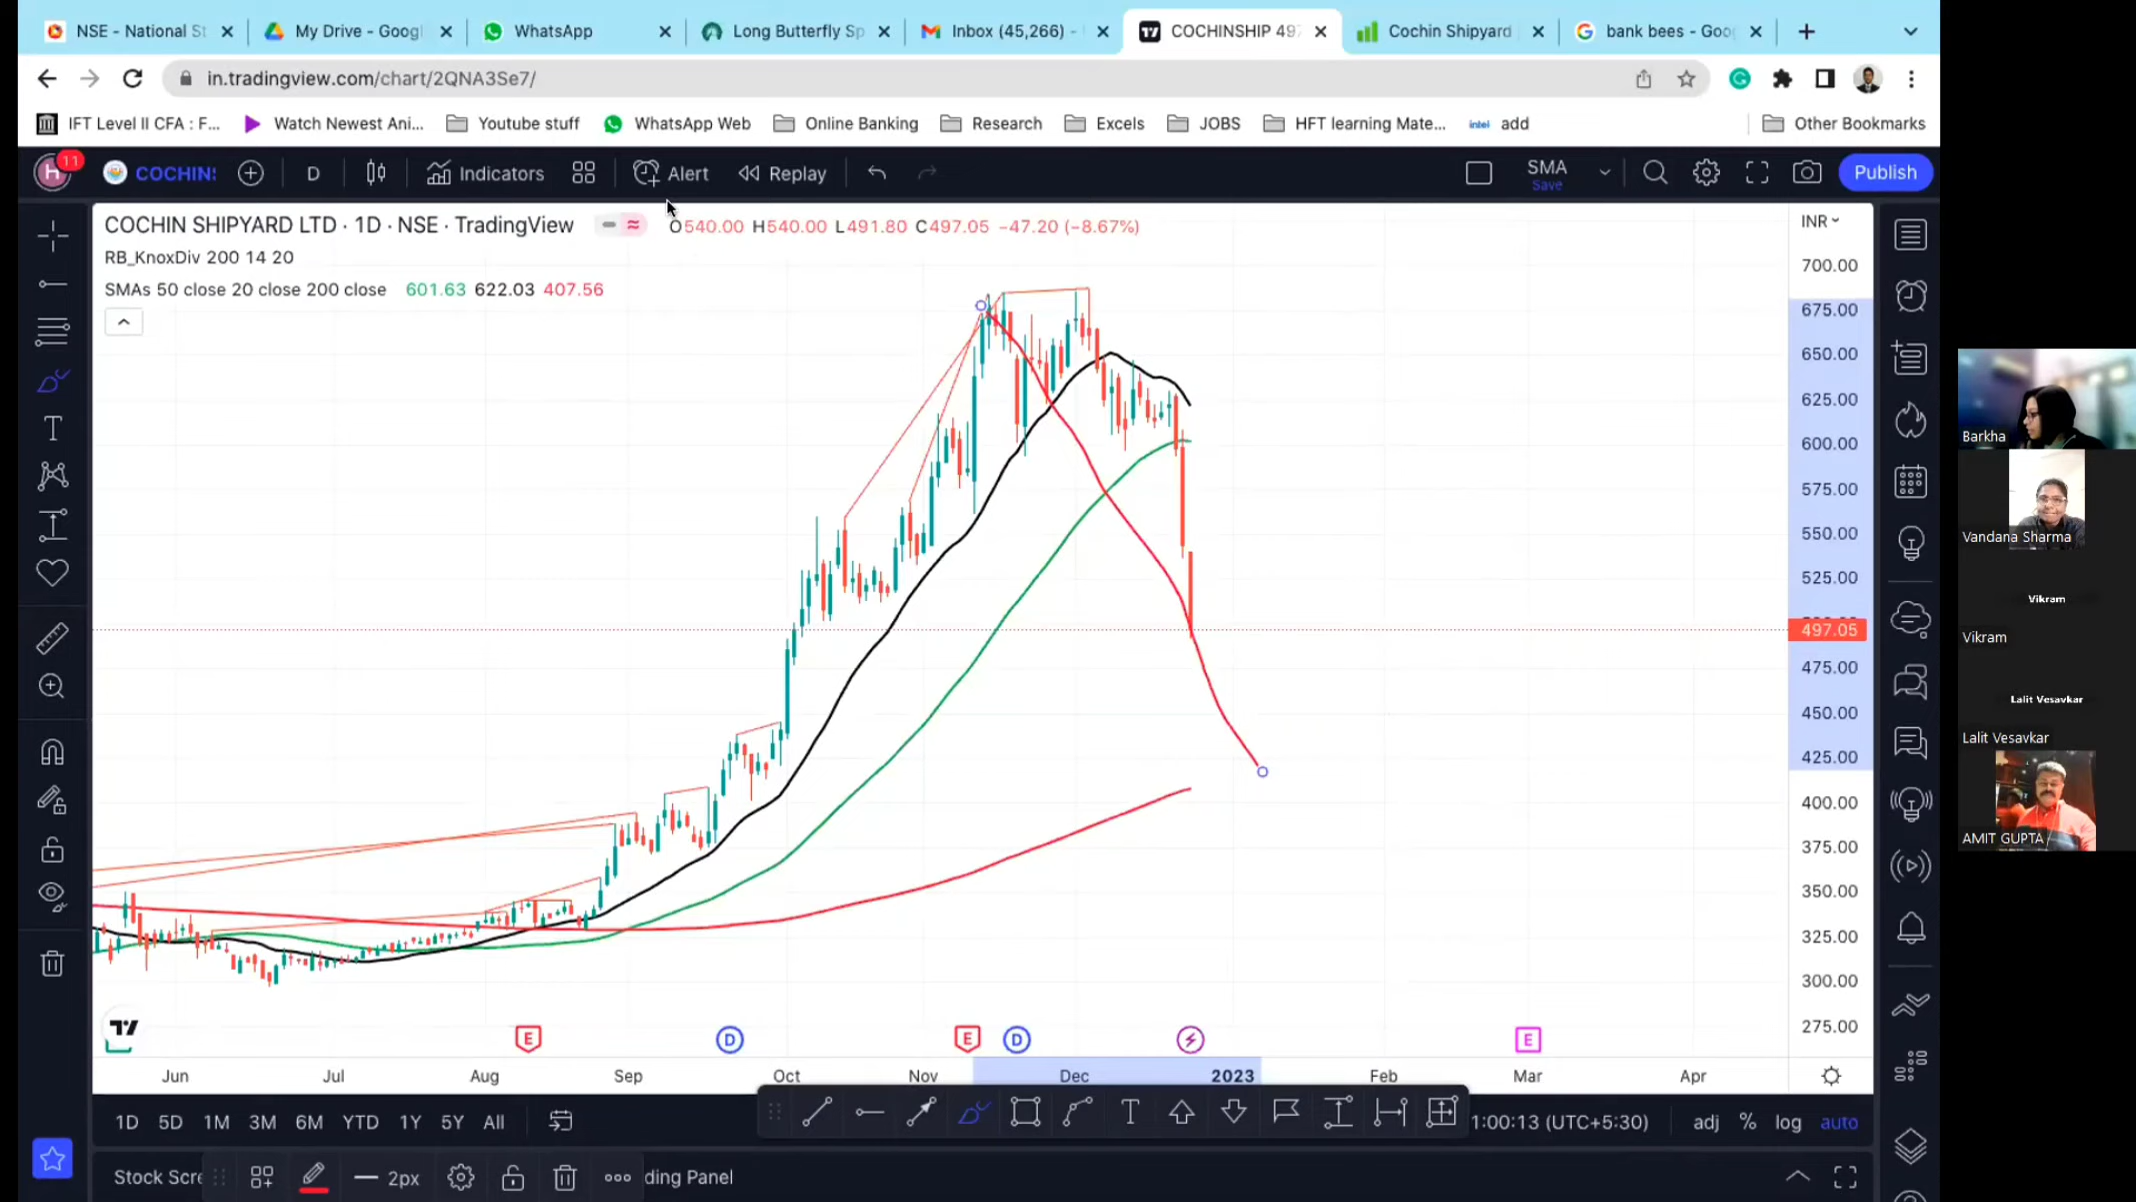 NSE - National St
My Drive - Googl
WhatsApp
Long Butterfly Sp
Inbox (45,266) -
COCHINSHIP 497
Cochin Shipyard
bank bees - Goo
in.tradingview.com/chart/2QNA3Se7/
IFT Level II CFA : F...
Watch Newest Ani...
Youtube stuff
WhatsApp Web
Online Banking
Research
Excels
JOBS
HFT learning Mate...
intel add
Other Bookmarks
H 11
COCHINS
D
Indicators
Alert
Replay
SMA
Save
Publish
COCHIN SHIPYARD LTD · 1D · NSE · TradingView
O540.00 H540.00 L491.80 C497.05 −47.20 (−8.67%)
RB_KnoxDiv 200 14 20
SMAs 50 close 20 close 200 close 601.63 622.03 407.56
INR
700.00
675.00
650.00
625.00
600.00
575.00
550.00
525.00
497.05
475.00
450.00
425.00
400.00
375.00
350.00
325.00
300.00
275.00
E
D
E
D
E
Jun
Jul
Aug
Sep
Oct
Nov
Dec
2023
Feb
Mar
Apr
1D 5D 1M 3M 6M YTD 1Y 5Y All
T
1:00:13 (UTC+5:30)
adj % log auto
Stock Scre
2px
ding Panel
Barkha
Vandana Sharma
Vikram
Vikram
Lalit Vesavkar
Lalit Vesavkar
AMIT GUPTA